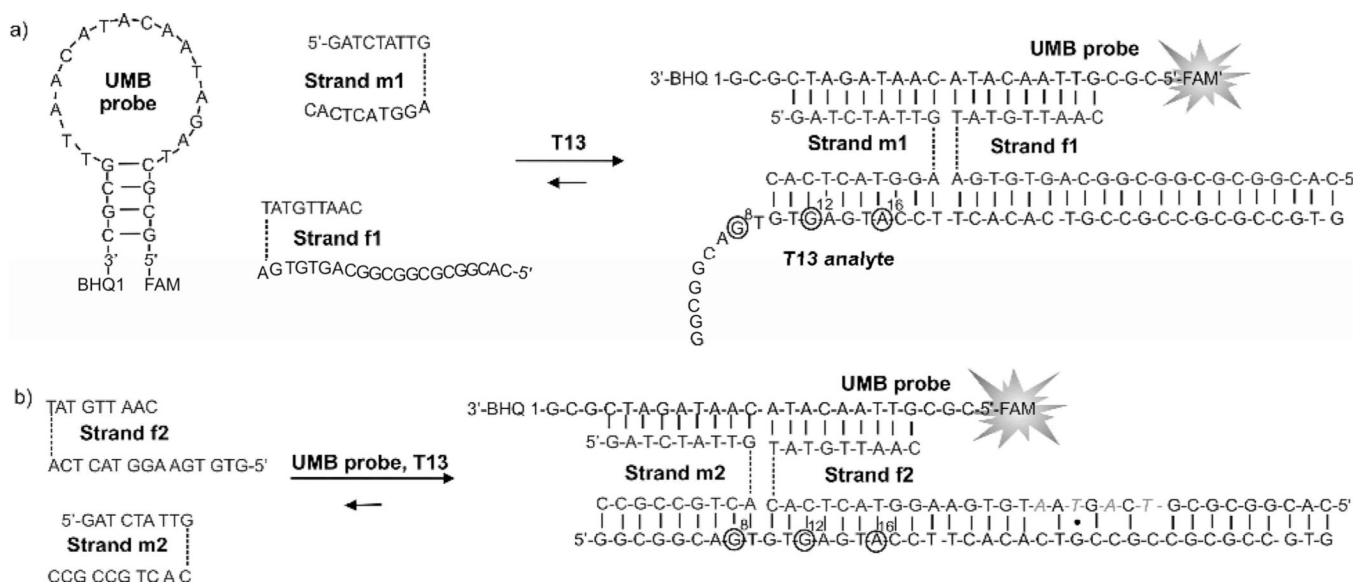 a)
C A T A C A A T A G A T
A A T T
UMB probe
G C
C G
G C
C G
3' 5'
BHQ1 FAM
5'-GATCTATTG
Strand m1
CACTCATGGA
TATGTTAAC
Strand f1
AGTGTGACGGCGGCGCGGCAC-5'
T13
UMB probe
3'-BHQ 1-G-C-G-C-T-A-G-A-T-A-A-C-A-T-A-C-A-A-T-T-G-C-G-C-5'-FAM'
5'-G-A-T-C-T-A-T-T-G T-A-T-G-T-T-A-A-C
Strand m1 Strand f1
C-A-C-T-C-A-T-G-G-A A-G-T-G-T-G-A-C-G-G-C-G-G-C-G-C-G-G-C-A-C-5'
8 12 16
G G C G G C A G T G-T-G-A-G-T-A-C-C-T T-C-A-C-A-C-T-G-C-C-G-C-C-G-C-G-C-C-G-T-G
T13 analyte
b)
TAT GTT AAC
Strand f2
ACT CAT GGA AGT GTG-5'
5'-GAT CTA TTG
Strand m2
CCG CCG TCA C
UMB probe, T13
UMB probe
3'-BHQ 1-G-C-G-C-T-A-G-A-T-A-A-C-A-T-A-C-A-A-T-T-G-C-G-C-5'-FAM
5'-G-A-T-C-T-A-T-T-G T-A-T-G-T-T-A-A-C
Strand m2 Strand f2
C-C-G-C-C-G-T-C-A C-A-C-T-C-A-T-G-G-A-A-G-T-G-T-A-A-T-G-A-C-T-G-C-G-C-G-G-C-A-C-5'
8 12 16
5'-G-G-C-G-G-C-A-G-T-G-T-G-A-G-T-A-C-C-T-T-C-A-C-A-C-T-G-C-C-G-C-C-G-C-G-C-C-G-T-G